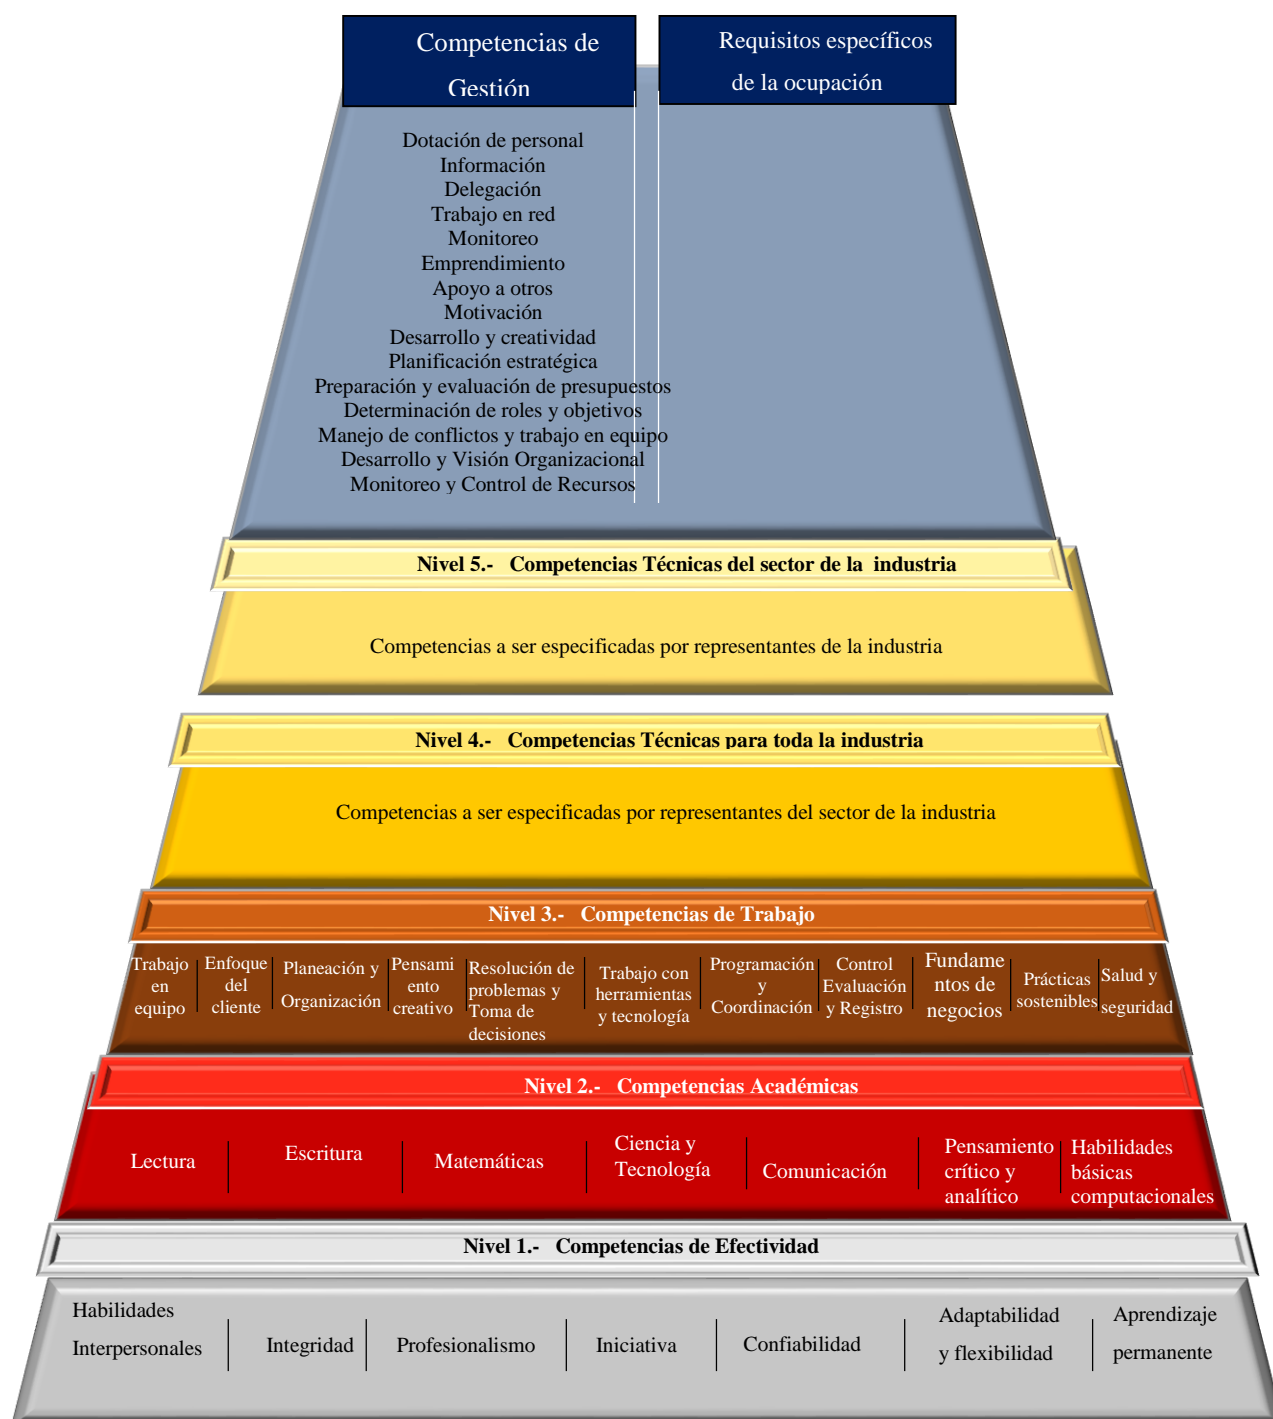 Competencias de
Gestión
Requisitos específicos
de la ocupación
Dotación de personal
Información
Delegación
Trabajo en red
Monitoreo
Emprendimiento
Apoyo a otros
Motivación
Desarrollo y creatividad
Planificación estratégica
Preparación y evaluación de presupuestos
Determinación de roles y objetivos
Manejo de conflictos y trabajo en equipo
Desarrollo y Visión Organizacional
Monitoreo y Control de Recursos
Nivel 5.- Competencias Técnicas del sector de la industria
Competencias a ser especificadas por representantes de la industria
Nivel 4.- Competencias Técnicas para toda la industria
Competencias a ser especificadas por representantes del sector de la industria
Nivel 3.- Competencias de Trabajo
Trabajo
en
equipo
Enfoque
del
cliente
Planeación y
Organización
Pensami
ento
creativo
Resolución de
problemas y
Toma de
decisiones
Trabajo con
herramientas
y tecnología
Programación
y
Coordinación
Control
Evaluación
y Registro
Fundame
ntos de
negocios
Prácticas
sostenibles
Salud y
seguridad
Nivel 2.- Competencias Académicas
Lectura
Escritura
Matemáticas
Ciencia y
Tecnología
Comunicación
Pensamiento
crítico y
analítico
Habilidades
básicas
computacionales
Nivel 1.- Competencias de Efectividad
Habilidades
Interpersonales
Integridad
Profesionalismo
Iniciativa
Confiabilidad
Adaptabilidad
y flexibilidad
Aprendizaje
permanente